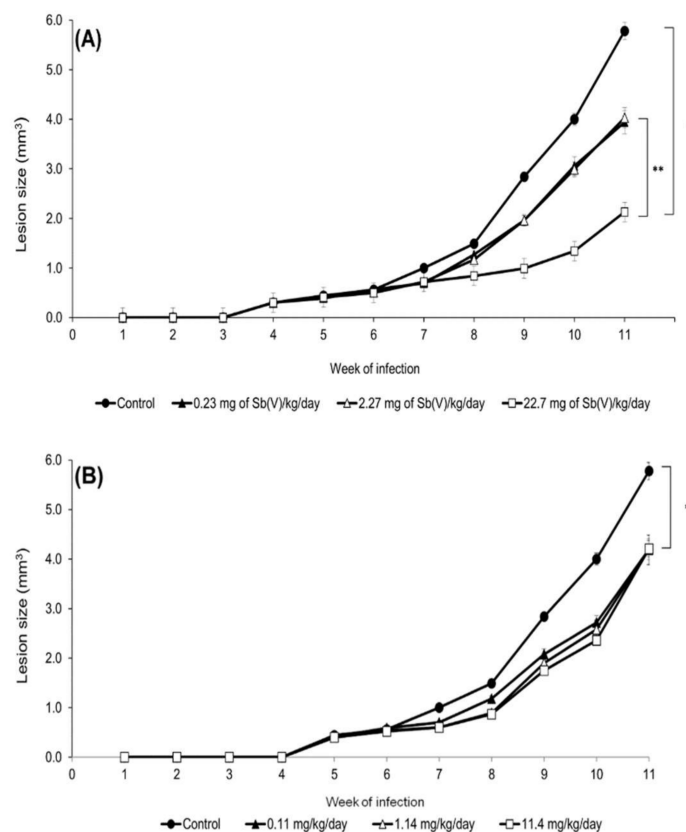 (A)
Lesion size (mm³)
6.0
5.0
4.0
3.0
2.0
1.0
0.0
**
0 1 2 3 4 5 6 7 8 9 10 11
Week of infection
Control 0.23 mg of Sb(V)/kg/day 2.27 mg of Sb(V)/kg/day 22.7 mg of Sb(V)/kg/day
(B)
Lesion size (mm³)
6.0
5.0
4.0
3.0
2.0
1.0
0.0
0 1 2 3 4 5 6 7 8 9 10 11
Week of infection
Control 0.11 mg/kg/day 1.14 mg/kg/day 11.4 mg/kg/day